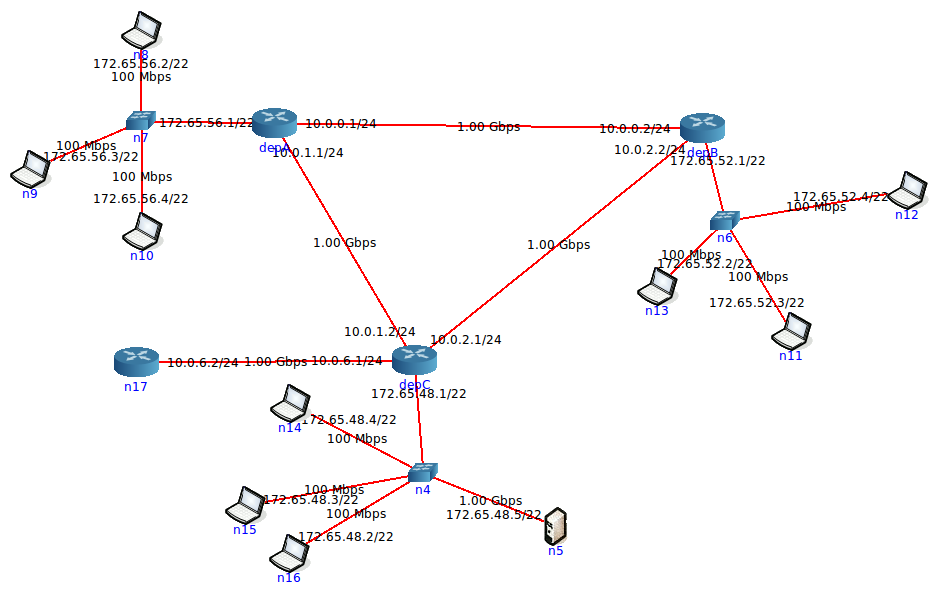 n8
172.65.56.2/22
100 Mbps
172.65.56.1/22
n7
100 Mbps
172.65.56.3/22
n9
100 Mbps
172.65.56.4/22
n10
depA
10.0.0.1/24
10.0.1.1/24
1.00 Gbps
10.0.0.2/24
10.0.2.2/24
depB
172.65.52.1/22
172.65.52.4/22
100 Mbps
n12
n6
100 Mbps
172.65.52.2/22
100 Mbps
n13
172.65.52.3/22
n11
1.00 Gbps
1.00 Gbps
10.0.1.2/24
10.0.2.1/24
10.0.6.2/24
1.00 Gbps
10.0.6.1/24
n17
depC
172.65.48.1/22
172.65.48.4/22
n14
100 Mbps
n4
100 Mbps
172.65.48.3/22
n15
100 Mbps
172.65.48.2/22
n16
1.00 Gbps
172.65.48.5/22
n5